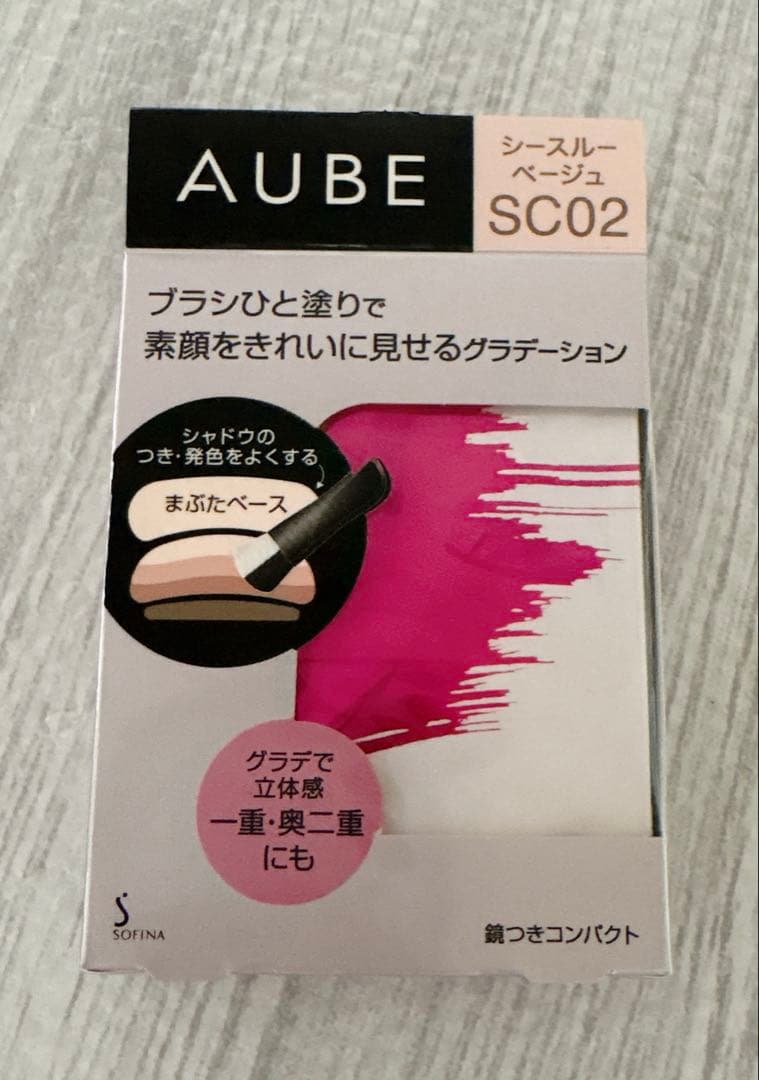 AUBE
シースルー
ベージュ
SC02
ブラシひと塗りで
素顔をきれいに見せるグラデーション
シャドウの
つき・発色をよくする
まぶたベース
グラデで
立体感
一重・奥二重
にも
SOFINA
鏡つきコンパクト